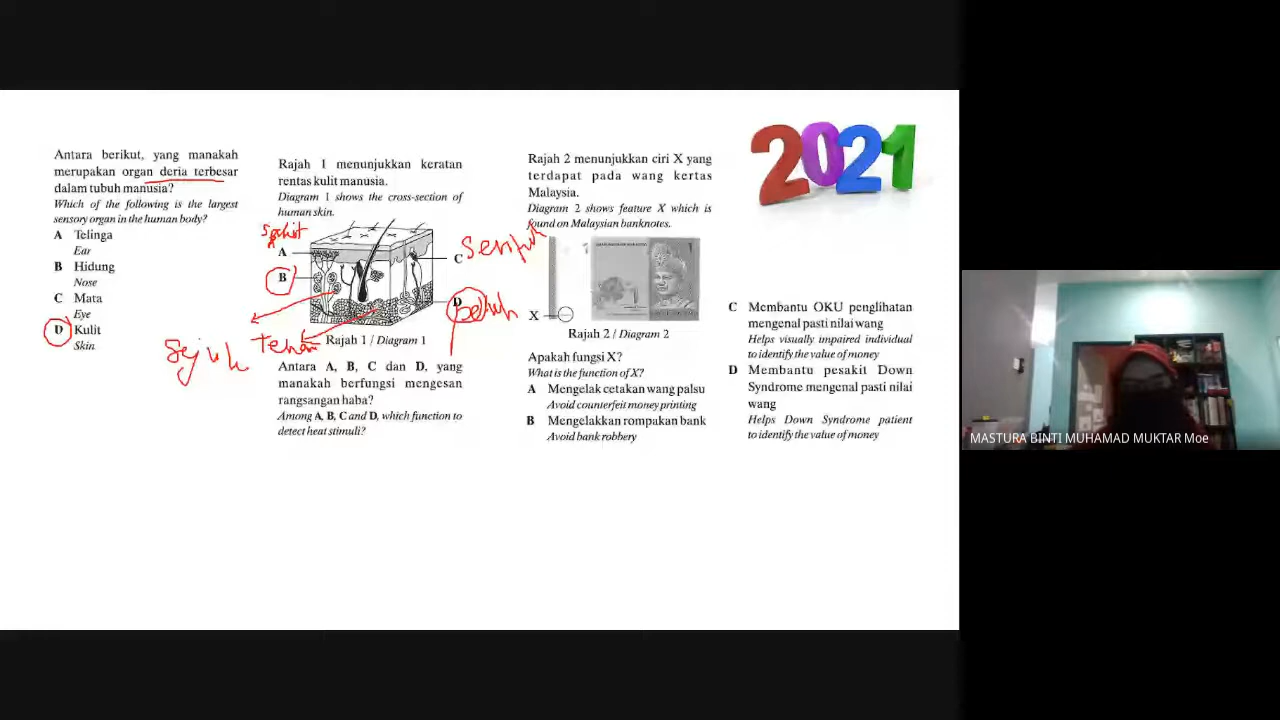 2021
Antara berikut, yang manakah
merupakan organ deria terbesar
dalam tubuh manusia?
Which of the following is the largest
sensory organ in the human body?
A Telinga
Ear
B Hidung
Nose
C Mata
Eye
D Kulit
Skin
Rajah 1 menunjukkan keratan
rentas kulit manusia.
Diagram 1 shows the cross-section of
human skin.
A
B
C
D
sejuk
Rajah 1 / Diagram 1
Antara A, B, C dan D, yang
manakah berfungsi mengesan
rangsangan haba?
Among A, B, C and D, which function to
detect heat stimuli?
Rajah 2 menunjukkan ciri X yang
terdapat pada wang kertas
Malaysia.
Diagram 2 shows feature X which is
found on Malaysian banknotes.
1
X
Rajah 2 / Diagram 2
Apakah fungsi X?
What is the function of X?
A Mengelak cetakan wang palsu
Avoid counterfeit money printing
B Mengelakkan rompakan bank
Avoid bank robbery
C Membantu OKU penglihatan
mengenal pasti nilai wang
Helps visually impaired individual
to identify the value of money
D Membantu pesakit Down
Syndrome mengenal pasti nilai
wang
Helps Down Syndrome patient
to identify the value of money
MASTURA BINTI MUHAMAD MUKTAR Moe